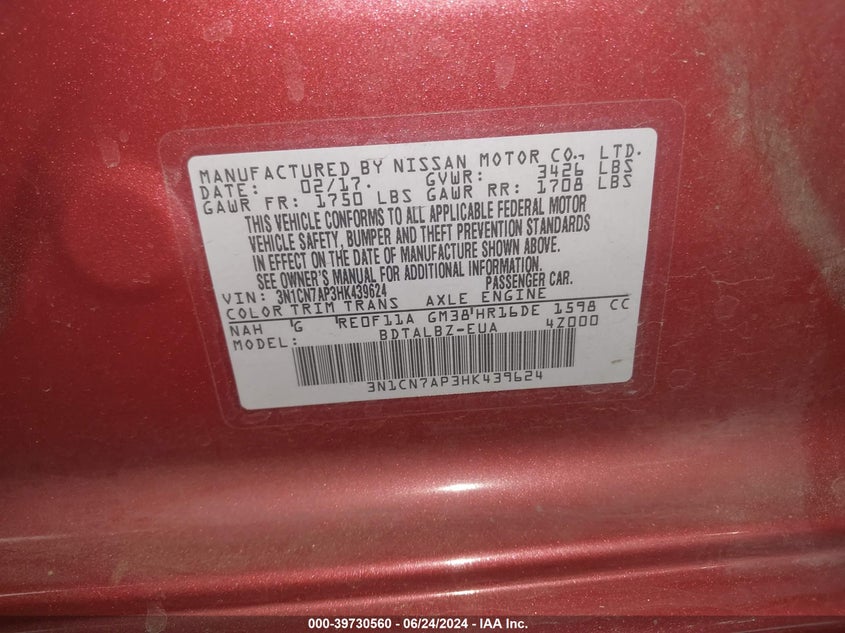 MANUFACTURED BY NISSAN MOTOR CO., LTD.
DATE: 02/17. GVWR: 3426 LBS
GAWR FR: 1750 LBS GAWR RR: 1708 LBS
THIS VEHICLE CONFORMS TO ALL APPLICABLE FEDERAL MOTOR
VEHICLE SAFETY, BUMPER AND THEFT PREVENTION STANDARDS
IN EFFECT ON THE DATE OF MANUFACTURE SHOWN ABOVE.
SEE OWNER'S MANUAL FOR ADDITIONAL INFORMATION.
VIN: 3N1CN7AP3HK439624 PASSENGER CAR.
COLOR TRIM TRANS AXLE ENGINE
NAH G RE0F11A GM38 HR16DE 1598 CC
MODEL: BDTALBZ-EUA 4Z000
3N1CN7AP3HK439624
000-39730560 - 06/24/2024 - IAA Inc.